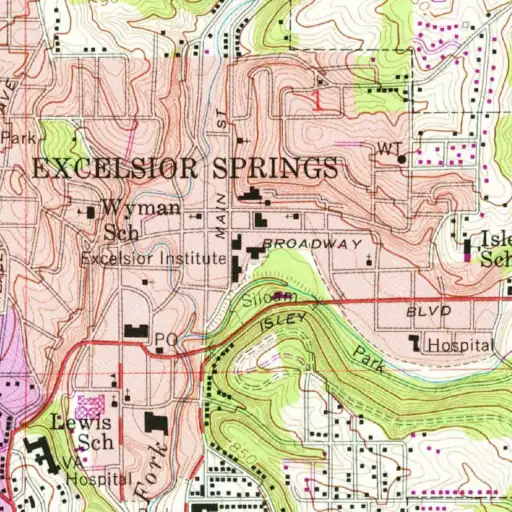 1
Park
WT
EXCELSIOR SPRINGS
MAIN ST
Wyman
Sch
BROADWAY
Excelsior Institute
Isle
Sch
Siloam
ISLEY
BLVD
PO
Park
Hospital
Lewis
Sch
VA
Hospital
Fork
850